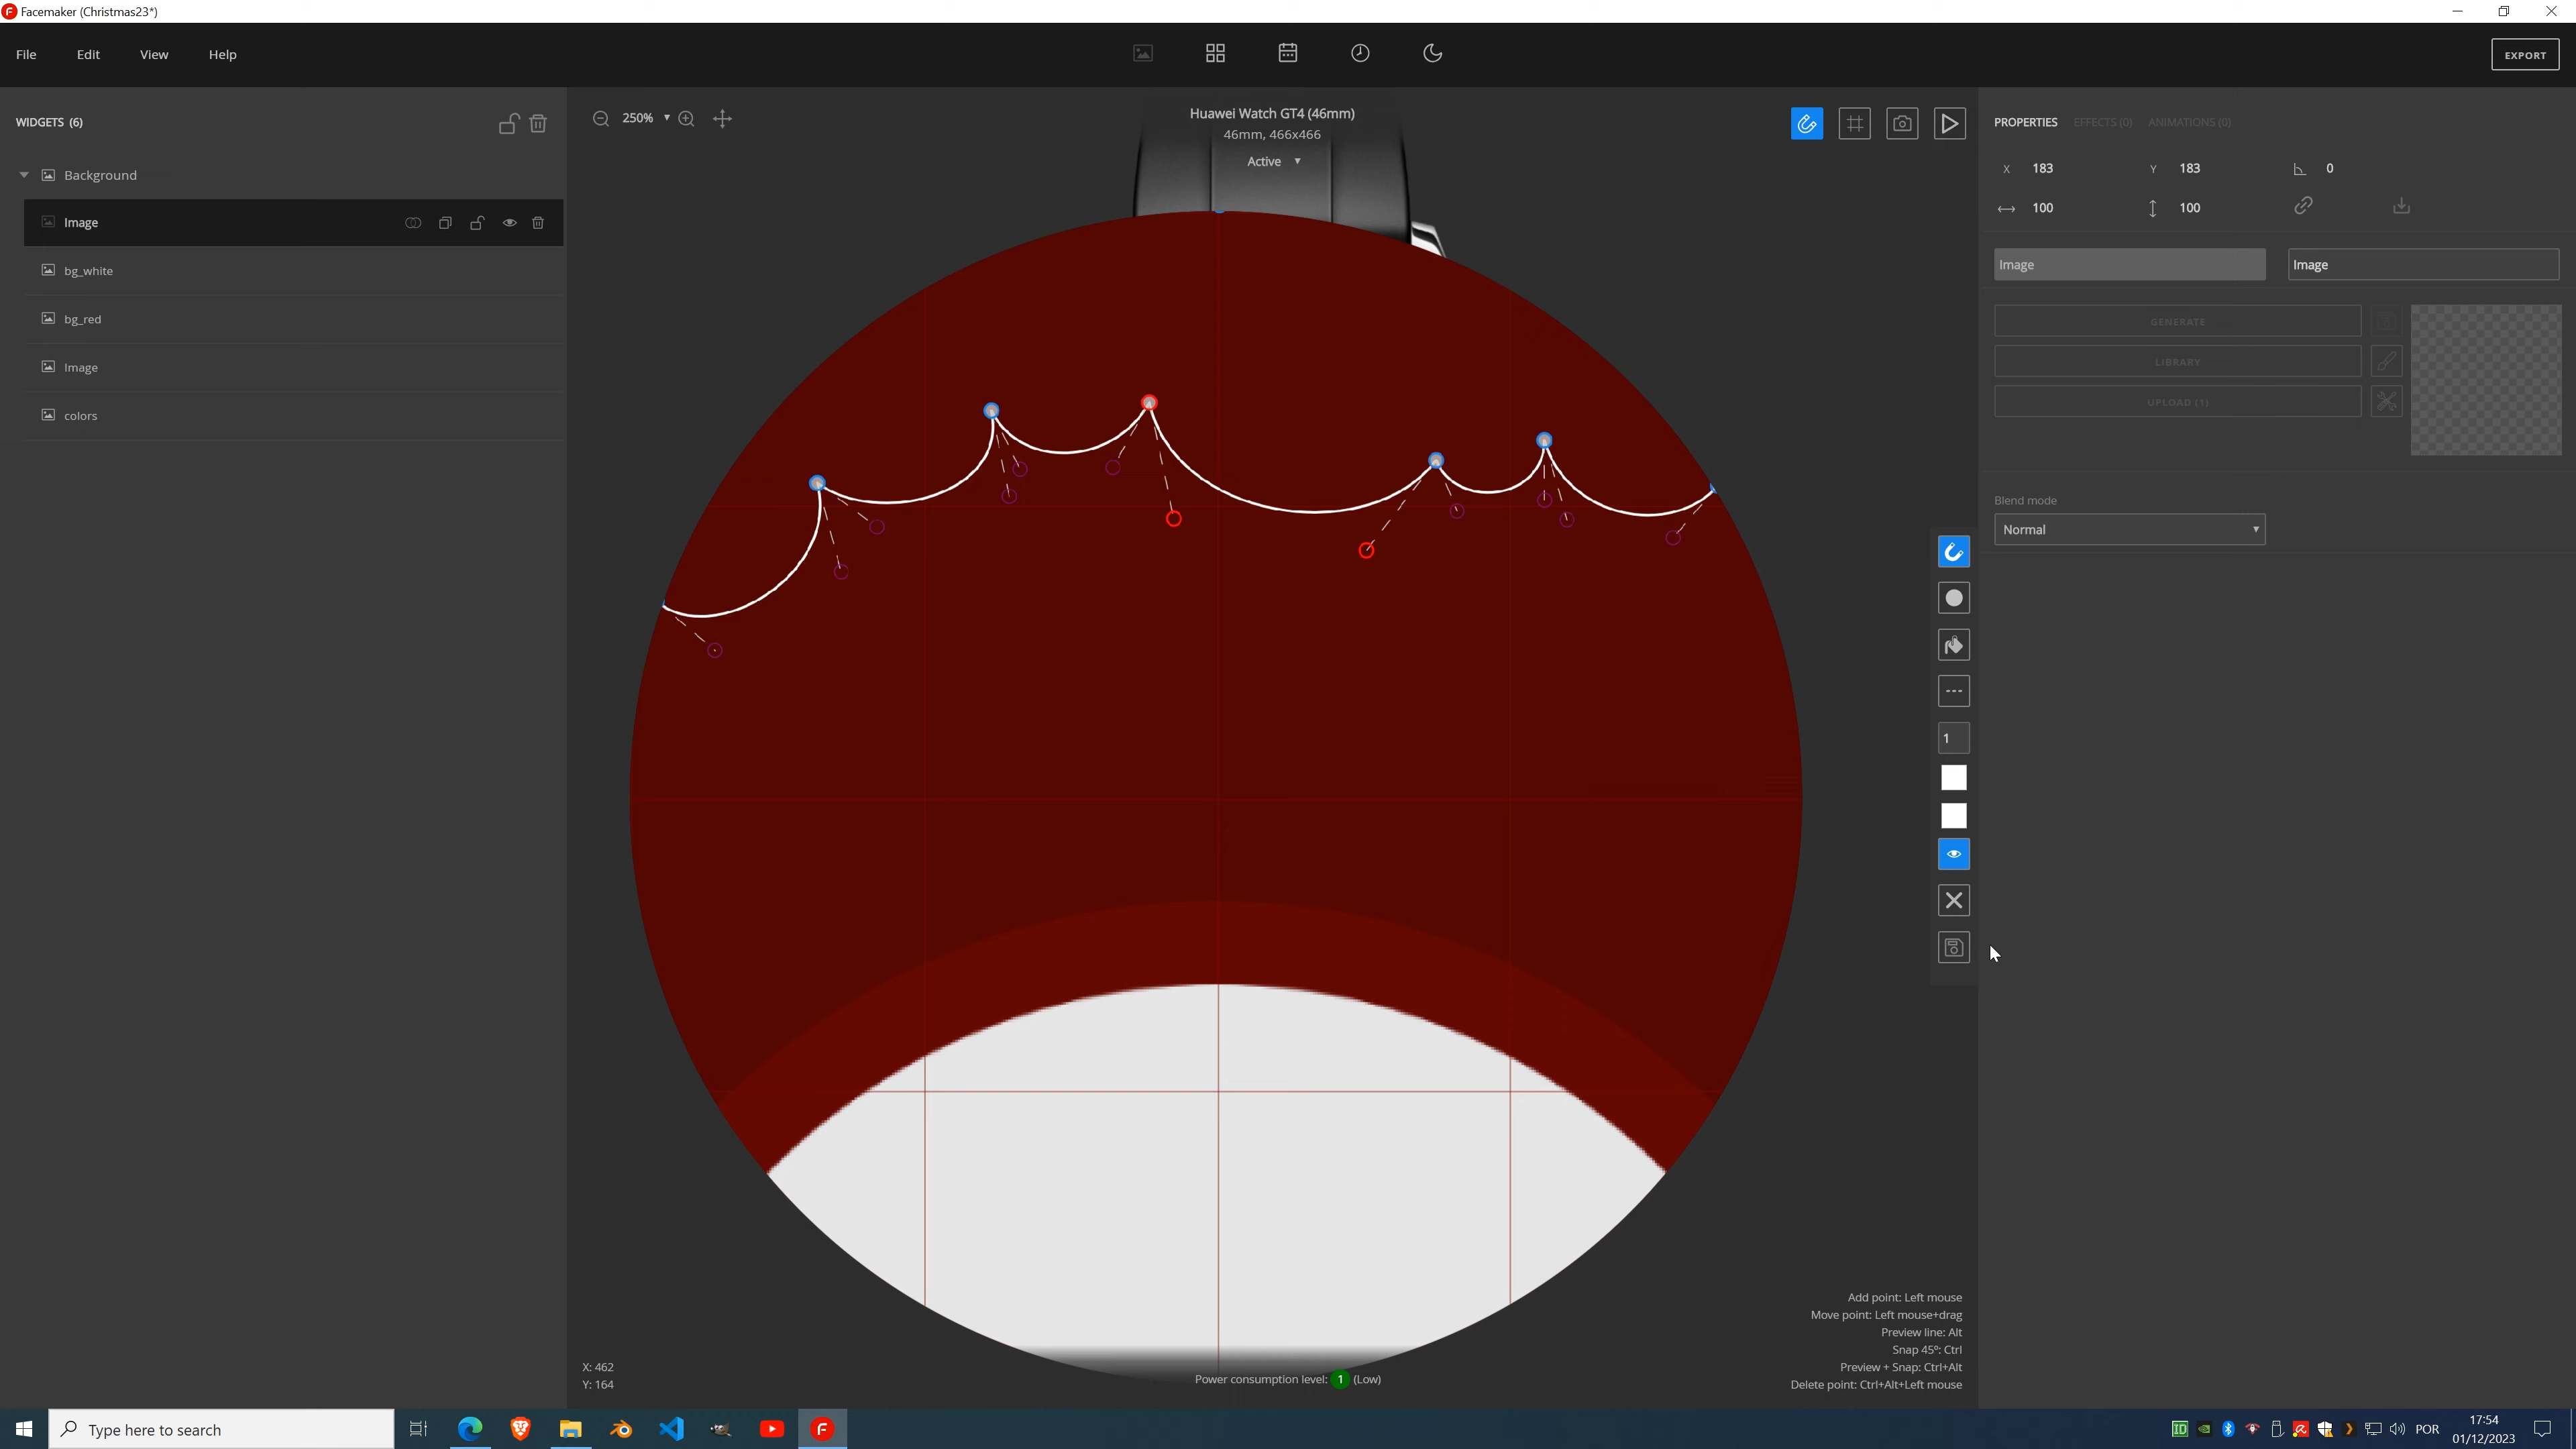 Facemaker (Christmas23*)
File Edit View Help
EXPORT
WIDGETS (6)
Background
Image
bg_white
bg_red
Image
colors
250%
Huawei Watch GT4 (46mm)
46mm, 466x466
Active
PROPERTIES EFFECTS (0) ANIMATIONS (0)
X 183 Y 183 0
100 100
Image Image
GENERATE
LIBRARY
UPLOAD (1)
Blend mode
Normal
1
Add point: Left mouse
Move point: Left mouse+drag
Preview line: Alt
Snap 45º: Ctrl
Preview + Snap: Ctrl+Alt
Delete point: Ctrl+Alt+Left mouse
X: 462
Y: 164
Power consumption level: 1 (Low)
Type here to search
ID
POR
17:54
01/12/2023